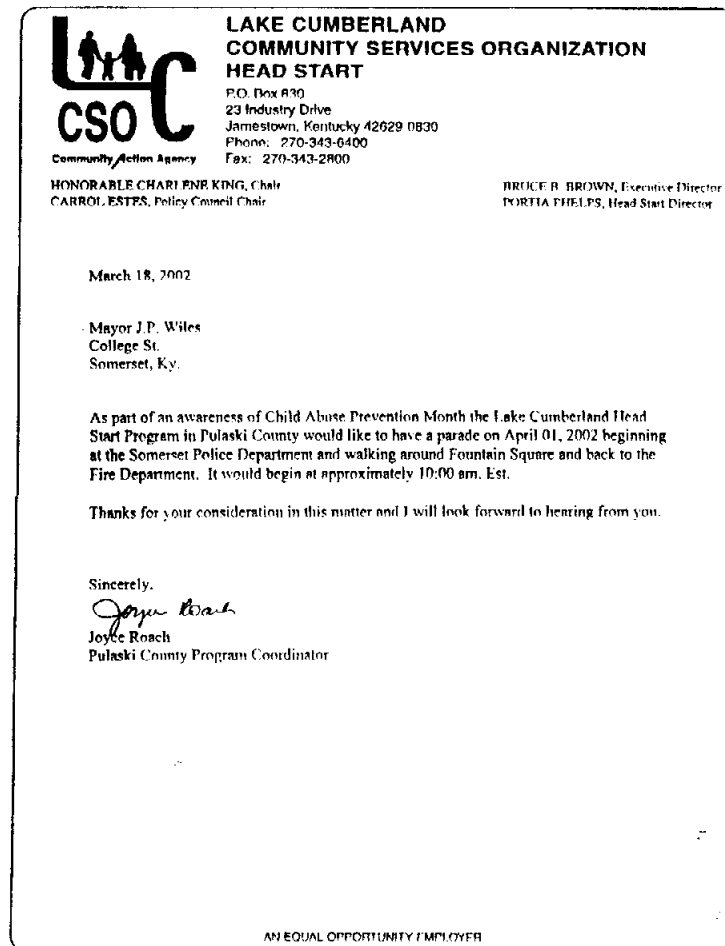 LAKE CUMBERLAND
COMMUNITY SERVICES ORGANIZATION
HEAD START
P.O. Box 830
23 Industry Drive
Jamestown, Kentucky 42629 0830
Phone: 270-343-6400
Fax: 270-343-2800
LC
CSO
Community Action Agency
HONORABLE CHARLENE KING, Chair
BRUCE B. BROWN, Executive Director
CARROL ESTES, Policy Council Chair
PORTIA PHELPS, Head Start Director
March 18, 2002
Mayor J.P. Wiles
College St.
Somerset, Ky.
As part of an awareness of Child Abuse Prevention Month the Lake Cumberland Head
Start Program in Pulaski County would like to have a parade on April 01, 2002 beginning
at the Somerset Police Department and walking around Fountain Square and back to the
Fire Department. It would begin at approximately 10:00 am. Est.
Thanks for your consideration in this matter and I will look forward to hearing from you.
Sincerely,
Joyce Roach
Joyce Roach
Pulaski County Program Coordinator
AN EQUAL OPPORTUNITY EMPLOYER